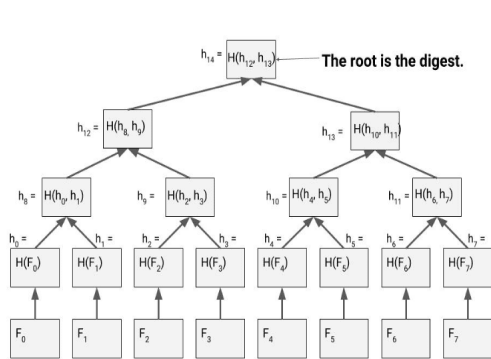 h₁₄ = H(h₁₂, h₁₃) The root is the digest.
h₁₂ = H(h₈, h₉) h₁₃ = H(h₁₀, h₁₁)
h₈ = H(h₀, h₁) h₉ = H(h₂, h₃) h₁₀ = H(h₄, h₅) h₁₁ = H(h₆, h₇)
h₀ = h₁ = h₂ = h₃ = h₄ = h₅ = h₆ = h₇ =
H(F₀) H(F₁) H(F₂) H(F₃) H(F₄) H(F₅) H(F₆) H(F₇)
F₀ F₁ F₂ F₃ F₄ F₅ F₆ F₇